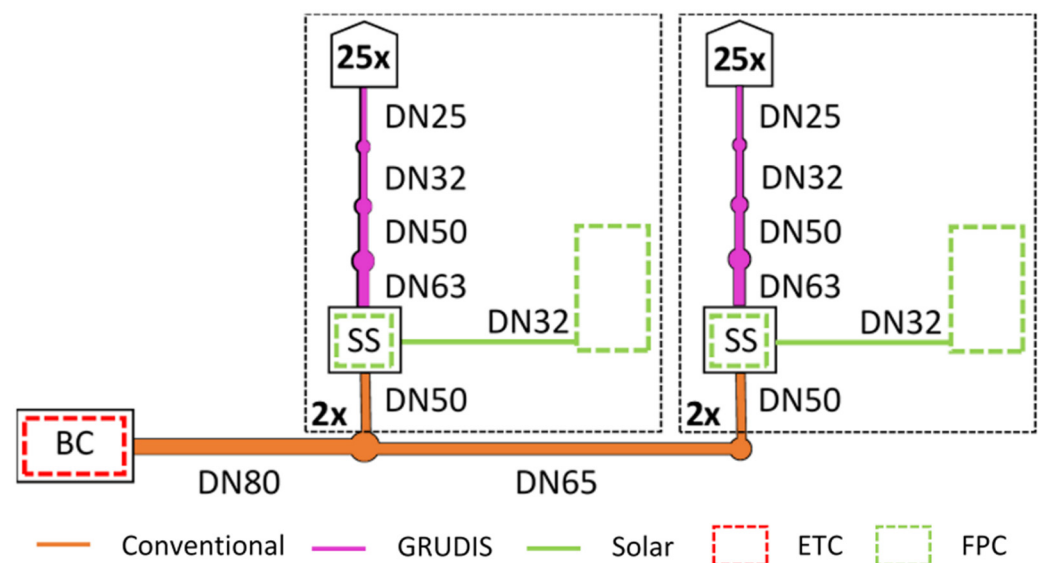 25x
DN25
DN32
DN50
DN63
SS
DN32
DN50
2x
25x
DN25
DN32
DN50
DN63
SS
DN32
DN50
2x
BC
DN80
DN65
Conventional
GRUDIS
Solar
ETC
FPC